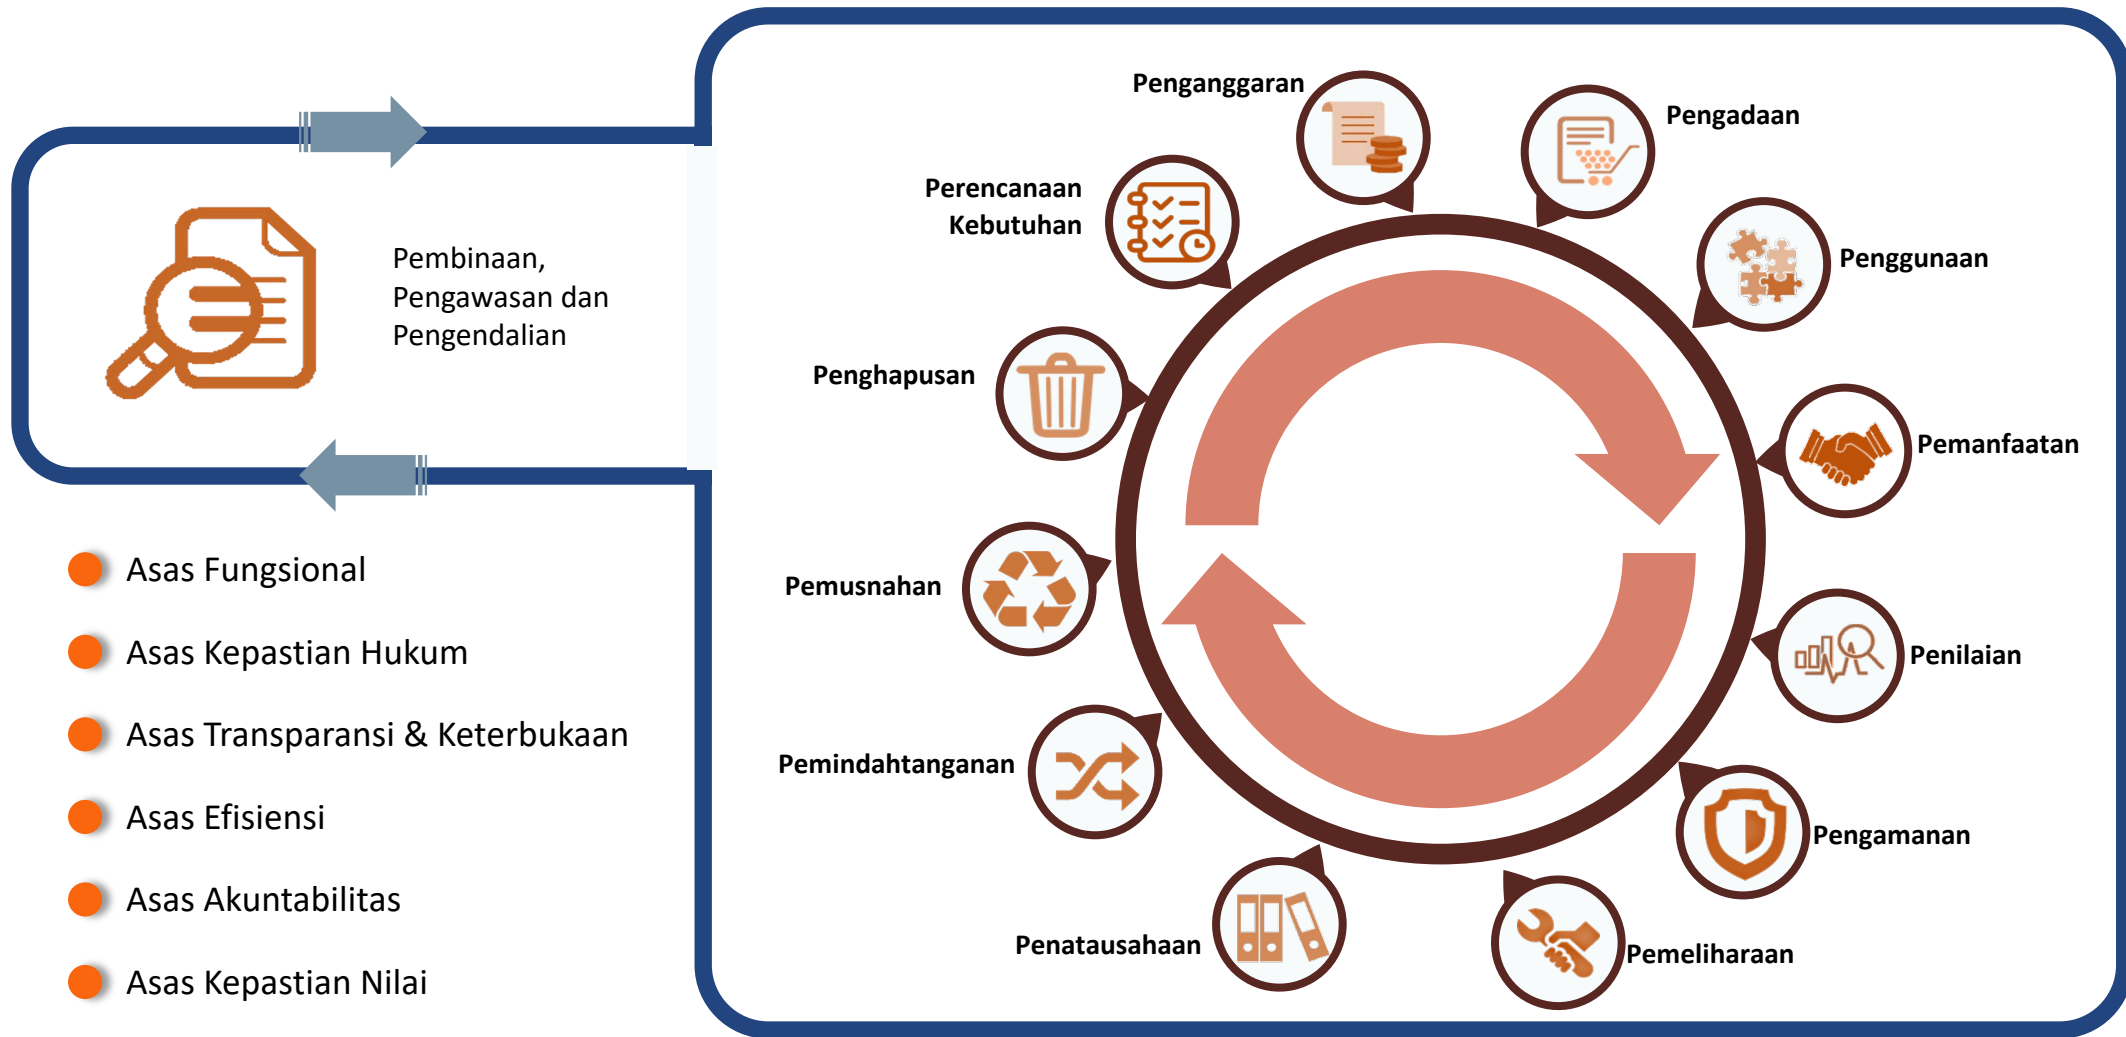 Pembinaan,
Pengawasan dan
Pengendalian
Asas Fungsional
Asas Kepastian Hukum
Asas Transparansi & Keterbukaan
Asas Efisiensi
Asas Akuntabilitas
Asas Kepastian Nilai
Perencanaan
Kebutuhan
Penganggaran
Pengadaan
Penggunaan
Pemanfaatan
Penilaian
Pengamanan
Pemeliharaan
Penatausahaan
Pemindahtanganan
Pemusnahan
Penghapusan